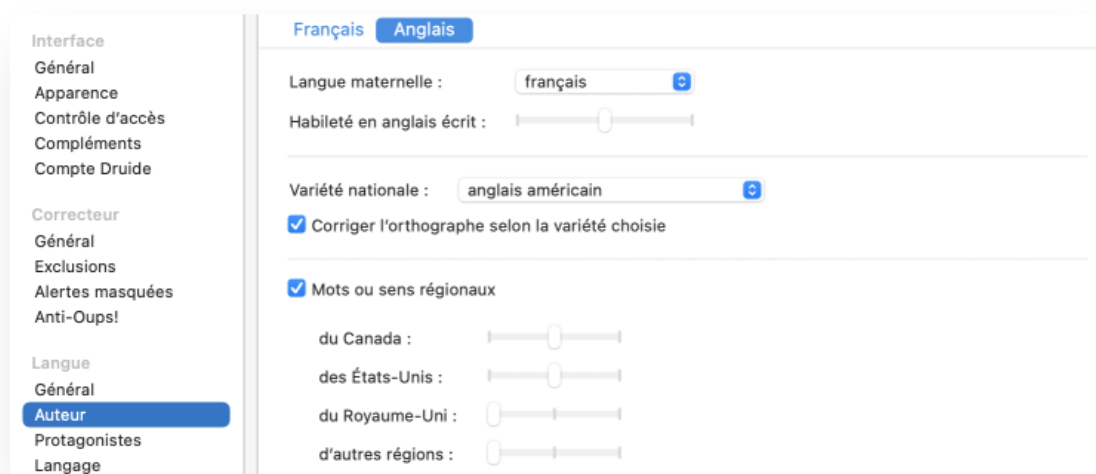 Interface
Général
Apparence
Contrôle d'accès
Compléments
Compte Druide
Correcteur
Général
Exclusions
Alertes masquées
Anti-Oups!
Langue
Général
Auteur
Protagonistes
Langage
Français Anglais
Langue maternelle : français
Habileté en anglais écrit :
Variété nationale : anglais américain
Corriger l'orthographe selon la variété choisie
Mots ou sens régionaux
du Canada :
des États-Unis :
du Royaume-Uni :
d'autres régions :